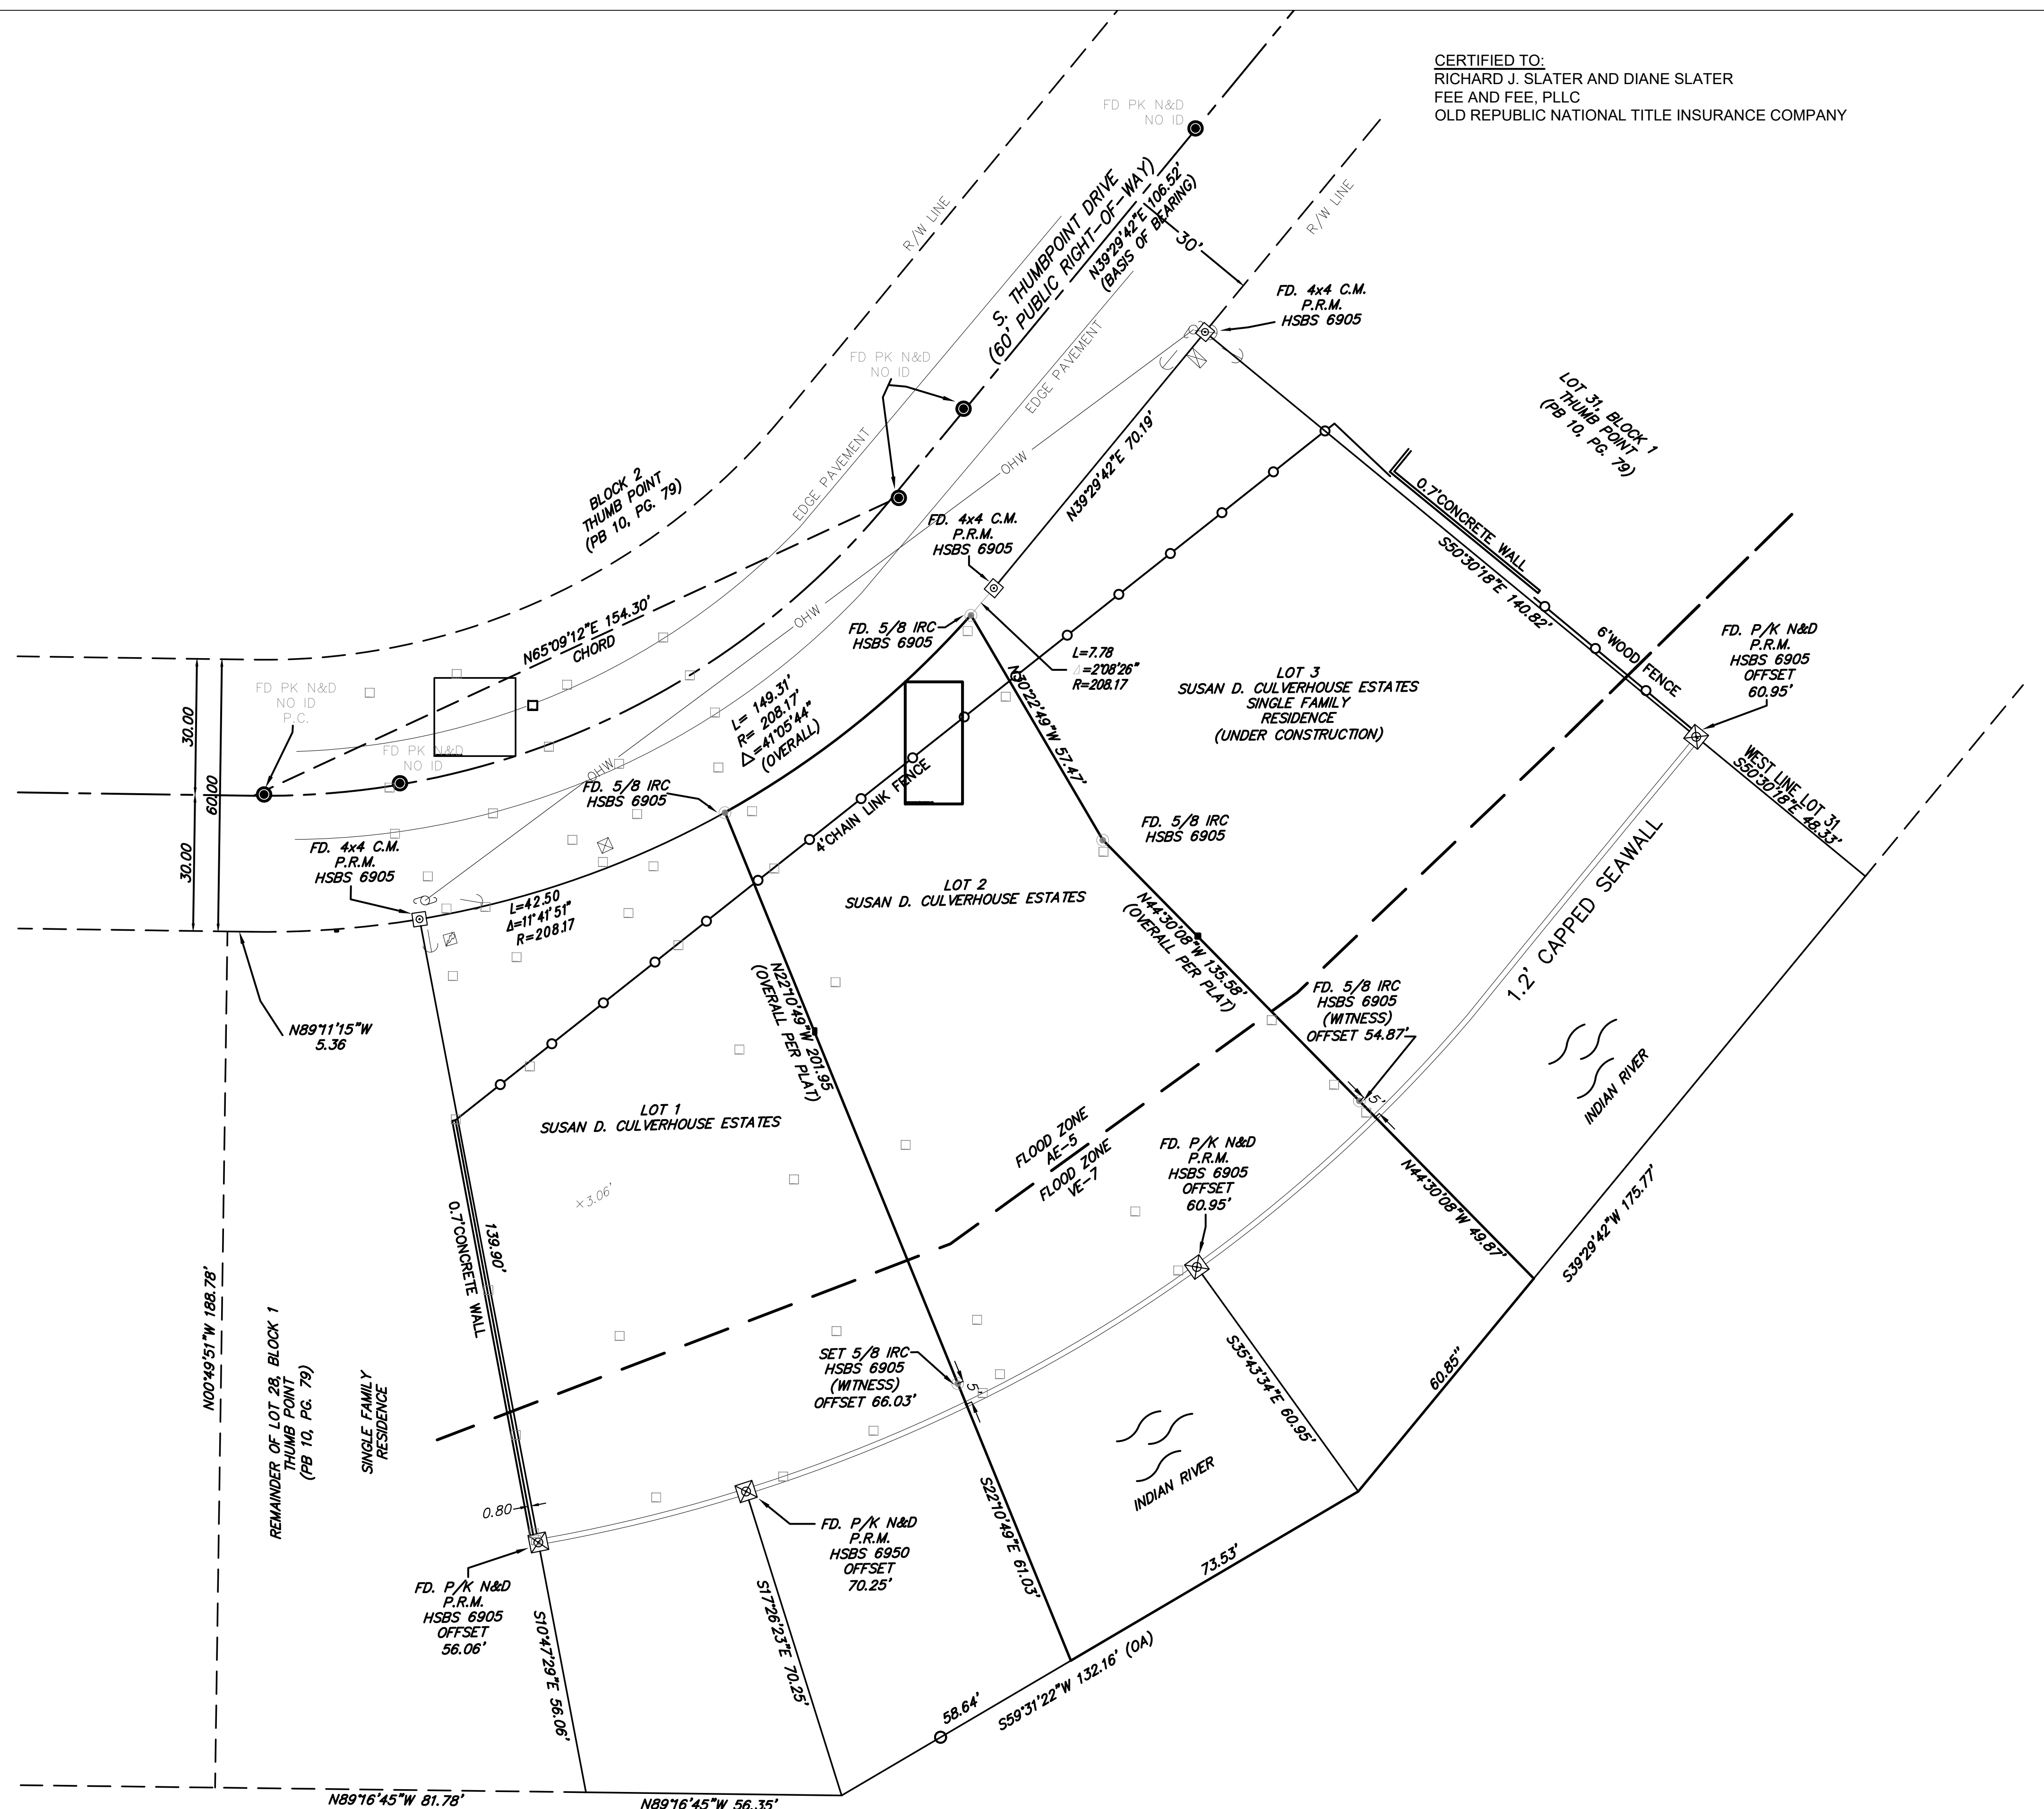 CERTIFIED TO:
RICHARD J. SLATER AND DIANE SLATER
FEE AND FEE, PLLC
OLD REPUBLIC NATIONAL TITLE INSURANCE COMPANY
FD PK N&D
NO ID
R/W LINE
S. THUMBPOINT DRIVE
(60' PUBLIC RIGHT-OF-WAY)
N39°29'42"E 106.52'
(BASIS OF BEARING)
30'
R/W LINE
FD. 4x4 C.M.
P.R.M.
HSBS 6905
EDGE PAVEMENT
FD PK N&D
NO ID
EDGE PAVEMENT
OHW
N39°29'42"E 70.19'
LOT 31, BLOCK 1
THUMB POINT
(PB 10, PG. 79)
BLOCK 2
THUMB POINT
(PB 10, PG. 79)
0.7'CONCRETE WALL
S50°30'18"E 140.82'
FD. 4x4 C.M.
P.R.M.
HSBS 6905
N65°09'12"E 154.30'
CHORD
OHW
FD. 5/8 IRC
HSBS 6905
L=7.78
Δ=2°08'26"
R=208.17
6'WOOD FENCE
FD. P/K N&D
P.R.M.
HSBS 6905
OFFSET
60.95'
LOT 3
SUSAN D. CULVERHOUSE ESTATES
SINGLE FAMILY
RESIDENCE
(UNDER CONSTRUCTION)
FD PK N&D
NO ID
P.C.
30.00
60.00
30.00
FD PK N&D
NO ID
L= 149.31'
R= 208.17'
Δ=41°05'44"
(OVERALL)
N30°22'49"W 57.47'
OHW
FD. 5/8 IRC
HSBS 6905
4'CHAIN LINK FENCE
WEST LINE LOT 31
S50°30'18"E 48.33'
FD. 5/8 IRC
HSBS 6905
FD. 4x4 C.M.
P.R.M.
HSBS 6905
L=42.50
Δ=11°41'51"
R=208.17
LOT 2
SUSAN D. CULVERHOUSE ESTATES
N44°30'08"W 135.58'
(OVERALL PER PLAT)
1.2' CAPPED SEAWALL
N89°11'15"W
5.36
N22°10'49"W 201.95
(OVERALL PER PLAT)
FD. 5/8 IRC
HSBS 6905
(WITNESS)
OFFSET 54.87'
5'
INDIAN RIVER
LOT 1
SUSAN D. CULVERHOUSE ESTATES
FLOOD ZONE
AE-5
FLOOD ZONE
VE-7
FD. P/K N&D
P.R.M.
HSBS 6905
OFFSET
60.95'
N44°30'08"W 49.87'
S39°29'42"W 175.77'
×3.06'
139.90'
0.7'CONCRETE WALL
N00°49'51"W 188.78'
REMAINDER OF LOT 28, BLOCK 1
THUMB POINT
(PB 10, PG. 79)
SINGLE FAMILY
RESIDENCE
SET 5/8 IRC
HSBS 6905
(WITNESS)
OFFSET 66.03'
5'
S35°43'34"E 60.95'
60.85"
INDIAN RIVER
0.80
FD. P/K N&D
P.R.M.
HSBS 6950
OFFSET
70.25'
S22°10'49"E 61.03'
73.53'
FD. P/K N&D
P.R.M.
HSBS 6905
OFFSET
56.06'
S10°47'29"E 56.06'
S17°26'23"E 70.25'
58.64'
S59°31'22"W 132.16' (OA)
N89°16'45"W 81.78'
N89°16'45"W 56.35'